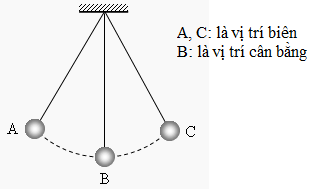 A, C: là vị trí biên
B: là vị trí cân bằng
A
C
B